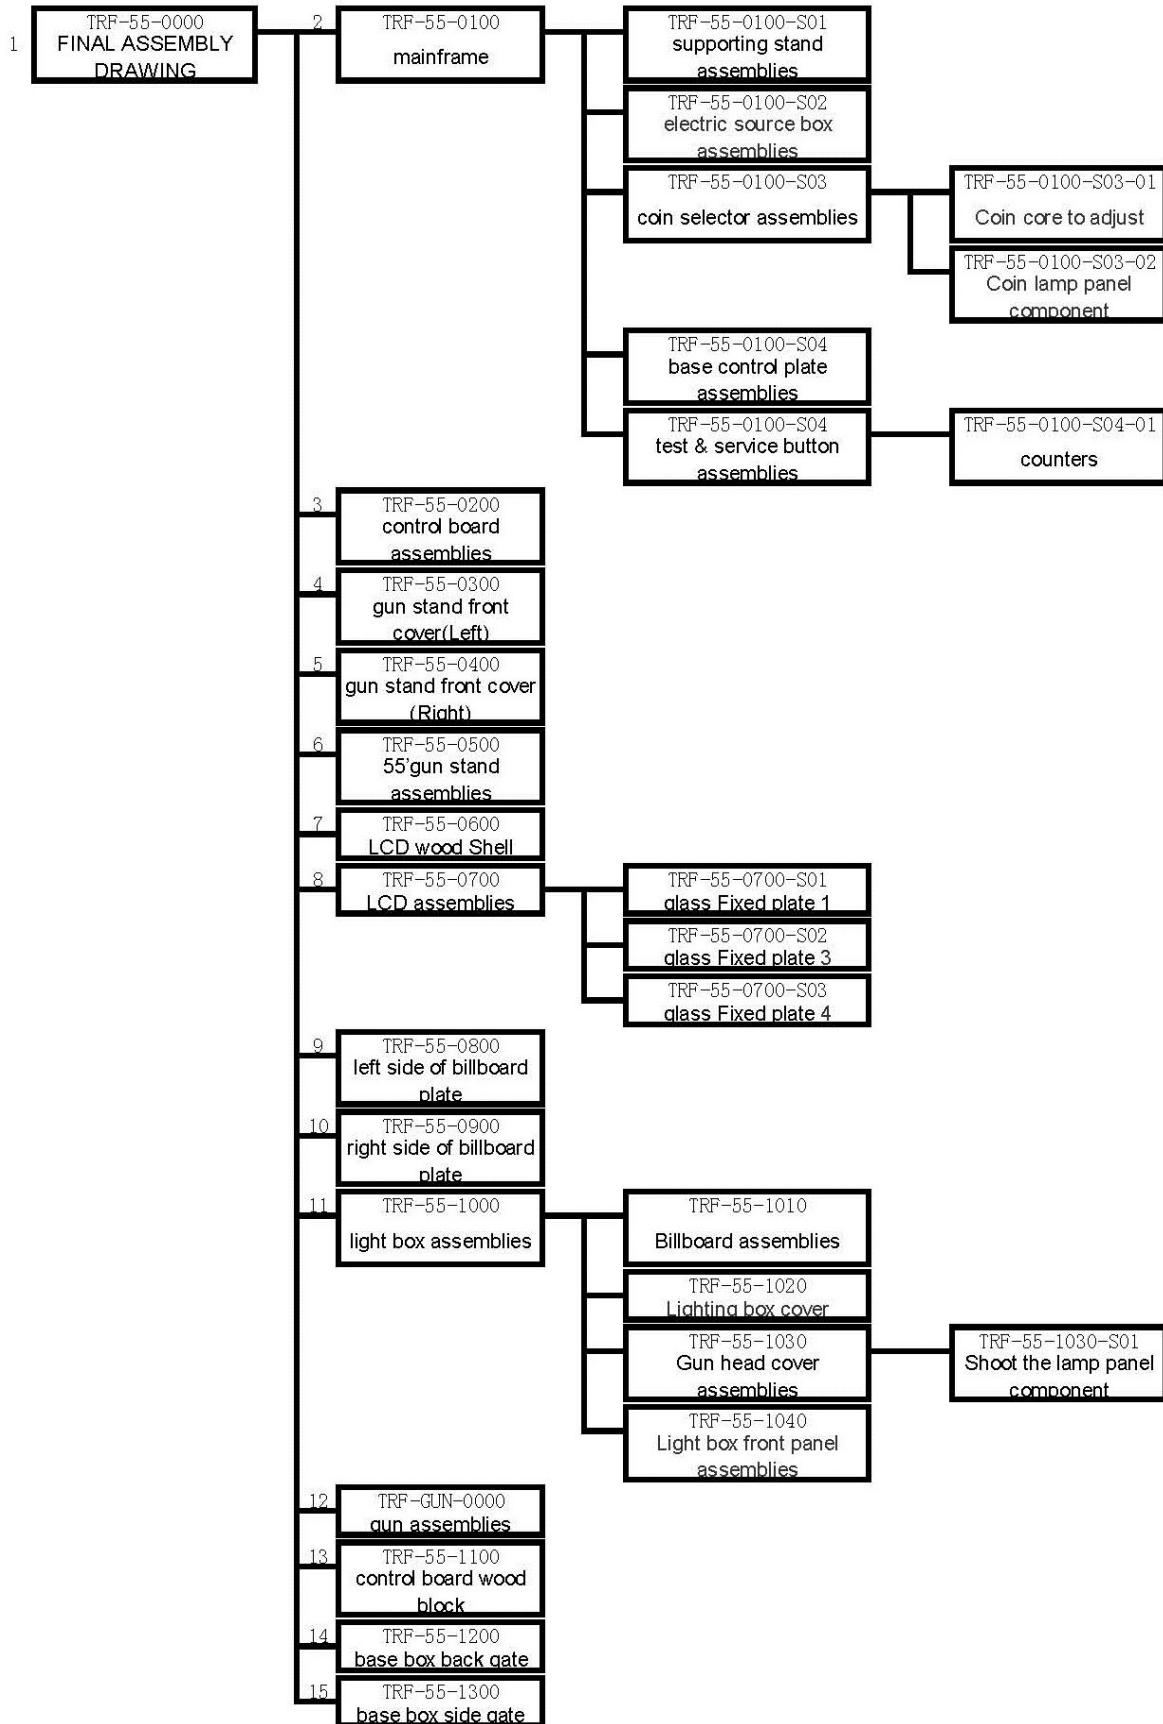 1
TRF-55-0000
FINAL ASSEMBLY
DRAWING
2
TRF-55-0100
mainframe
TRF-55-0100-S01
supporting stand
assemblies
TRF-55-0100-S02
electric source box
assemblies
TRF-55-0100-S03
coin selector assemblies
TRF-55-0100-S03-01
Coin core to adjust
TRF-55-0100-S03-02
Coin lamp panel
component
TRF-55-0100-S04
base control plate
assemblies
TRF-55-0100-S04
test & service button
assemblies
TRF-55-0100-S04-01
counters
3
TRF-55-0200
control board
assemblies
4
TRF-55-0300
gun stand front
cover(Left)
5
TRF-55-0400
gun stand front cover
(Right)
6
TRF-55-0500
55'gun stand
assemblies
7
TRF-55-0600
LCD wood Shell
8
TRF-55-0700
LCD assemblies
TRF-55-0700-S01
glass Fixed plate 1
TRF-55-0700-S02
glass Fixed plate 3
TRF-55-0700-S03
glass Fixed plate 4
9
TRF-55-0800
left side of billboard
plate
10
TRF-55-0900
right side of billboard
plate
11
TRF-55-1000
light box assemblies
TRF-55-1010
Billboard assemblies
TRF-55-1020
Lighting box cover
TRF-55-1030
Gun head cover
assemblies
TRF-55-1030-S01
Shoot the lamp panel
component
TRF-55-1040
Light box front panel
assemblies
12
TRF-GUN-0000
gun assemblies
13
TRF-55-1100
control board wood
block
14
TRF-55-1200
base box back gate
15
TRF-55-1300
base box side gate